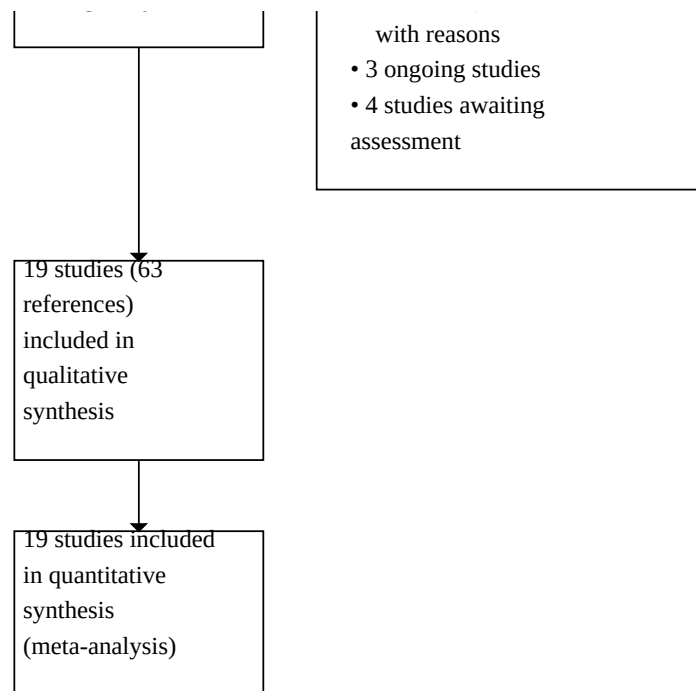 with reasons
• 3 ongoing studies
• 4 studies awaiting
assessment
19 studies (63
references)
included in
qualitative
synthesis
19 studies included
in quantitative
synthesis
(meta-analysis)